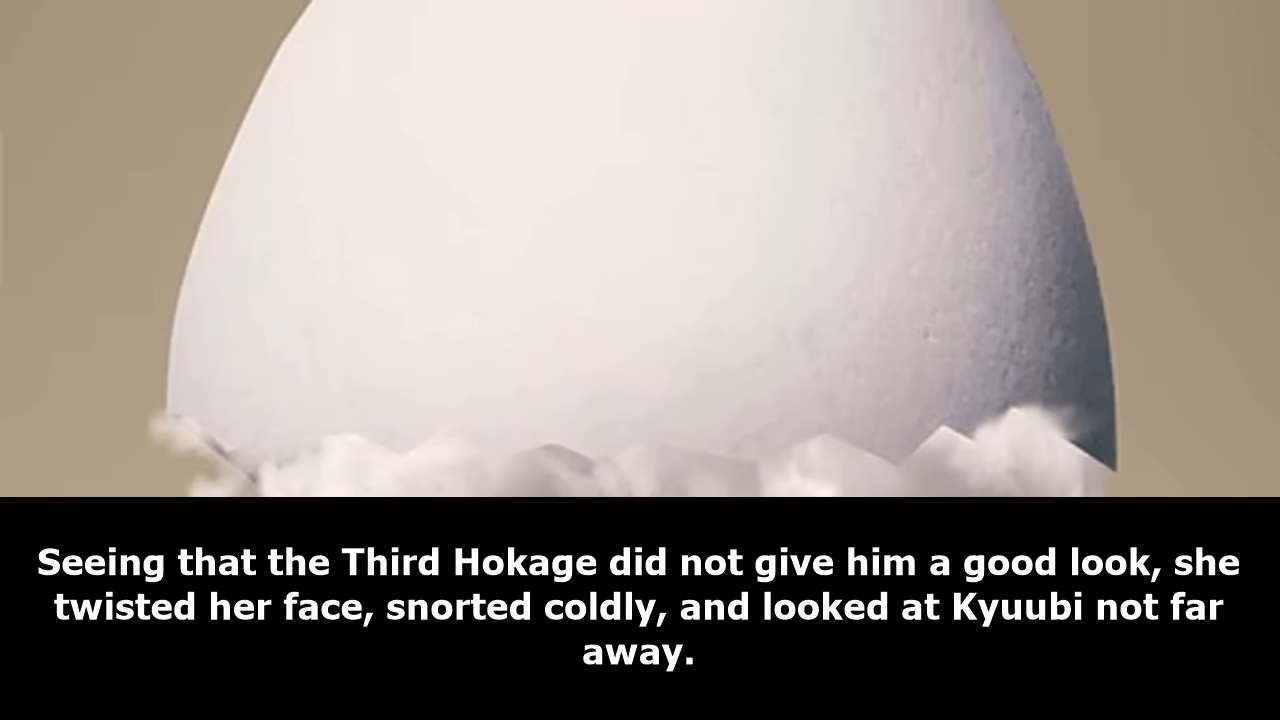 Seeing that the Third Hokage did not give him a good look, she
twisted her face, snorted coldly, and looked at Kyuubi not far
away.